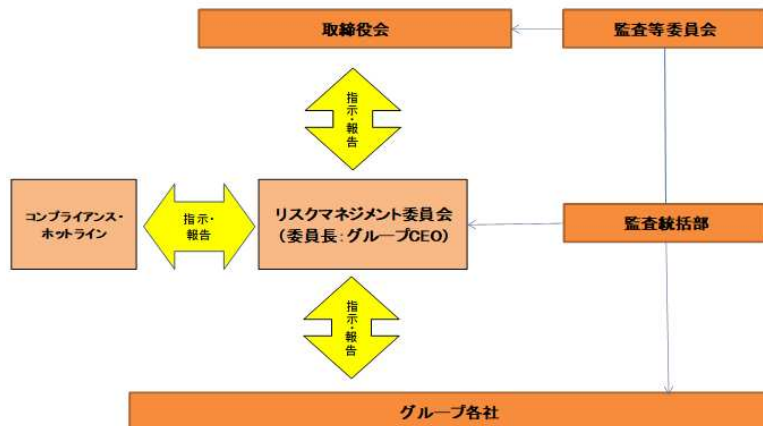 取締役会
監査等委員会
指示・報告
コンプライアンス・
ホットライン
指示・
報告
リスクマネジメント委員会
（委員長：グループCEO）
監査統括部
指示・報告
グループ各社